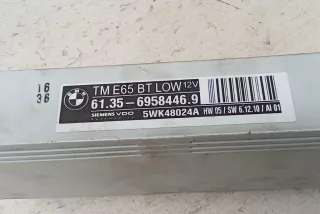 16
36
TM E65 BT LOW 12V
61.35-6958446.9
SIEMENS VDO 5WK48024A HW 05 / SW 6.12.10 / AI 01